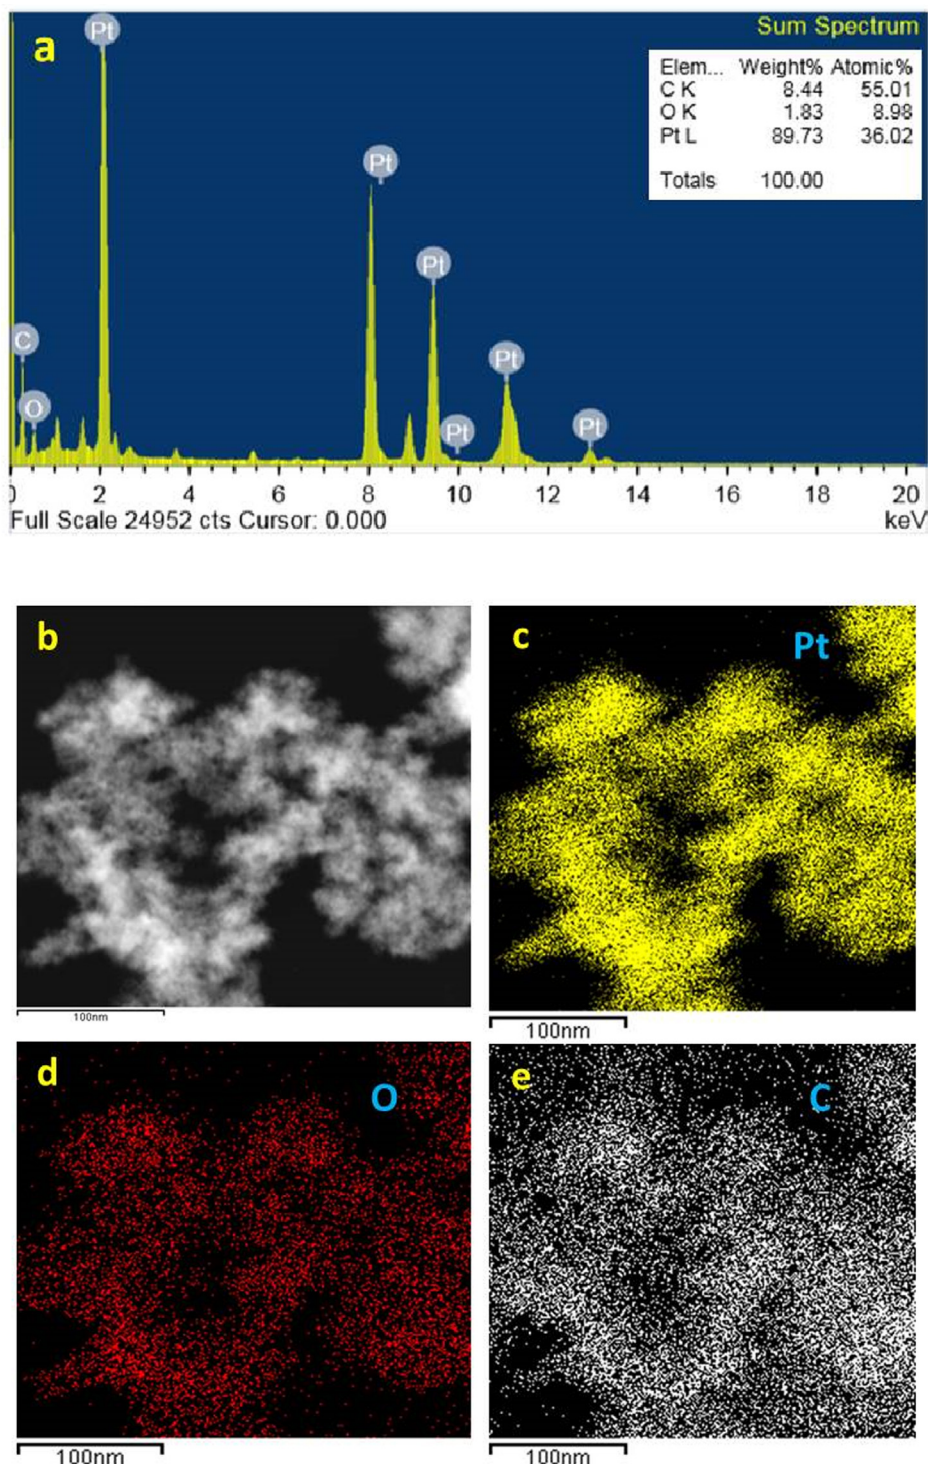 a
Sum Spectrum
Elem... Weight% Atomic%
C K 8.44 55.01
O K 1.83 8.98
Pt L 89.73 36.02
Totals 100.00
Pt
Pt
Pt
C
Pt
O
Pt
Pt
0 2 4 6 8 10 12 14 16 18 20
Full Scale 24952 cts Cursor: 0.000 keV
b
c
Pt
100nm
100nm
d
O
e
C
100nm
100nm